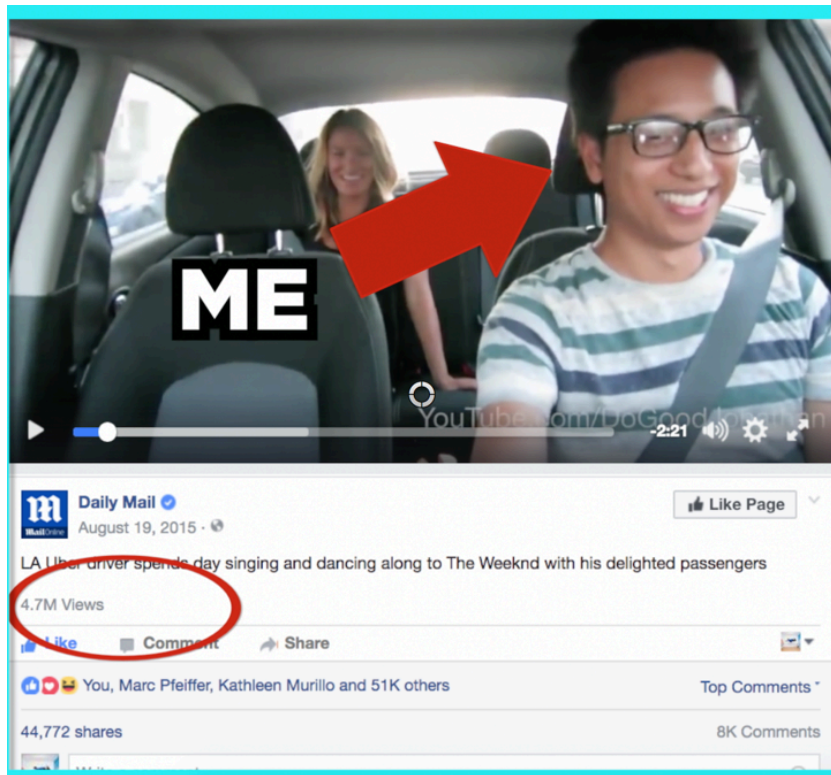 ME
YouTube.com/DoGoodJonathan
-2:21
Daily Mail
August 19, 2015 ·
MailOnline
Like Page
LA Uber driver spends day singing and dancing along to The Weeknd with his delighted passengers
4.7M Views
Like Comment Share
You, Marc Pfeiffer, Kathleen Murillo and 51K others
Top Comments
44,772 shares
8K Comments